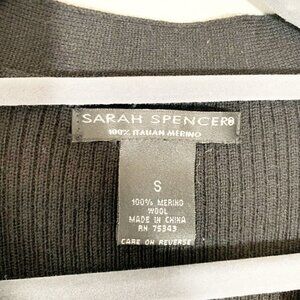 SARAH SPENCER®
100% ITALIAN MERINO
S
100% MERINO
WOOL
MADE IN CHINA
RN 75343
CARE ON REVERSE